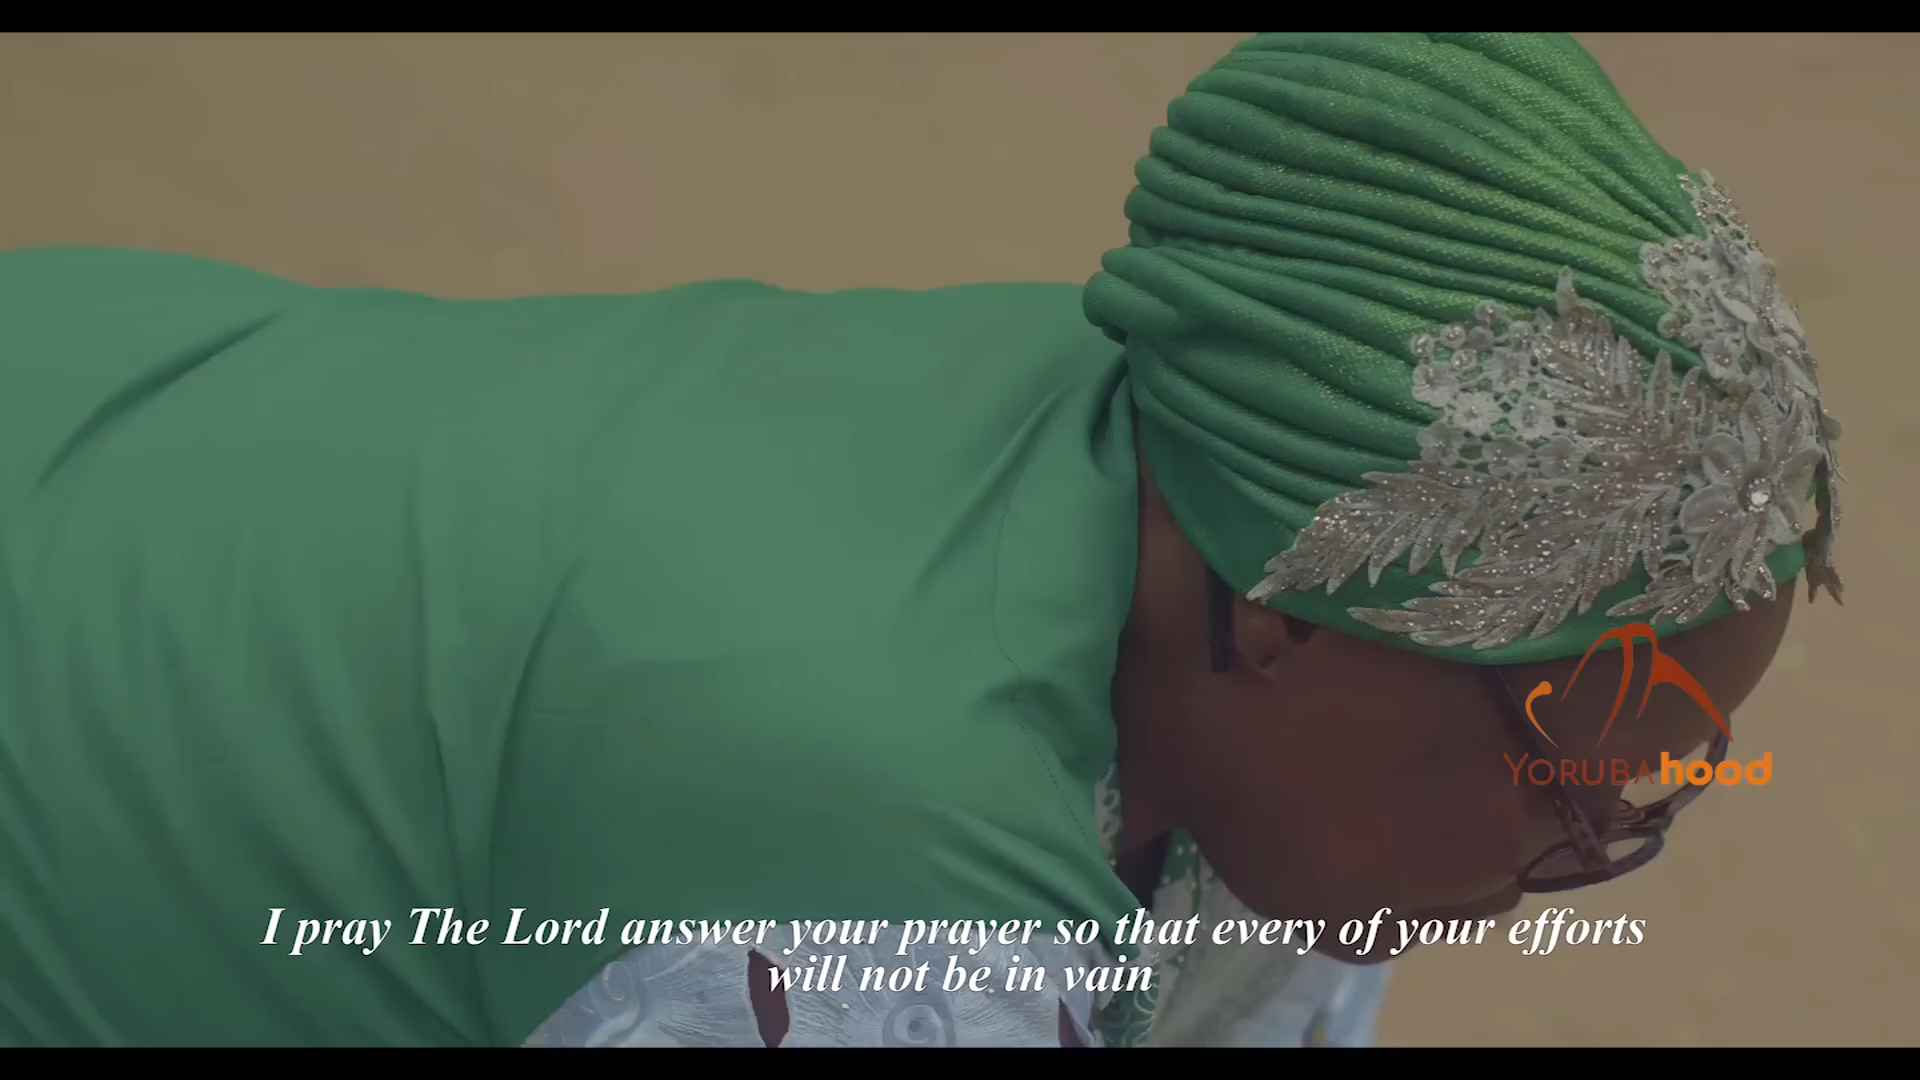 YORUBAhood
I pray The Lord answer your prayer so that every of your efforts
will not be in vain